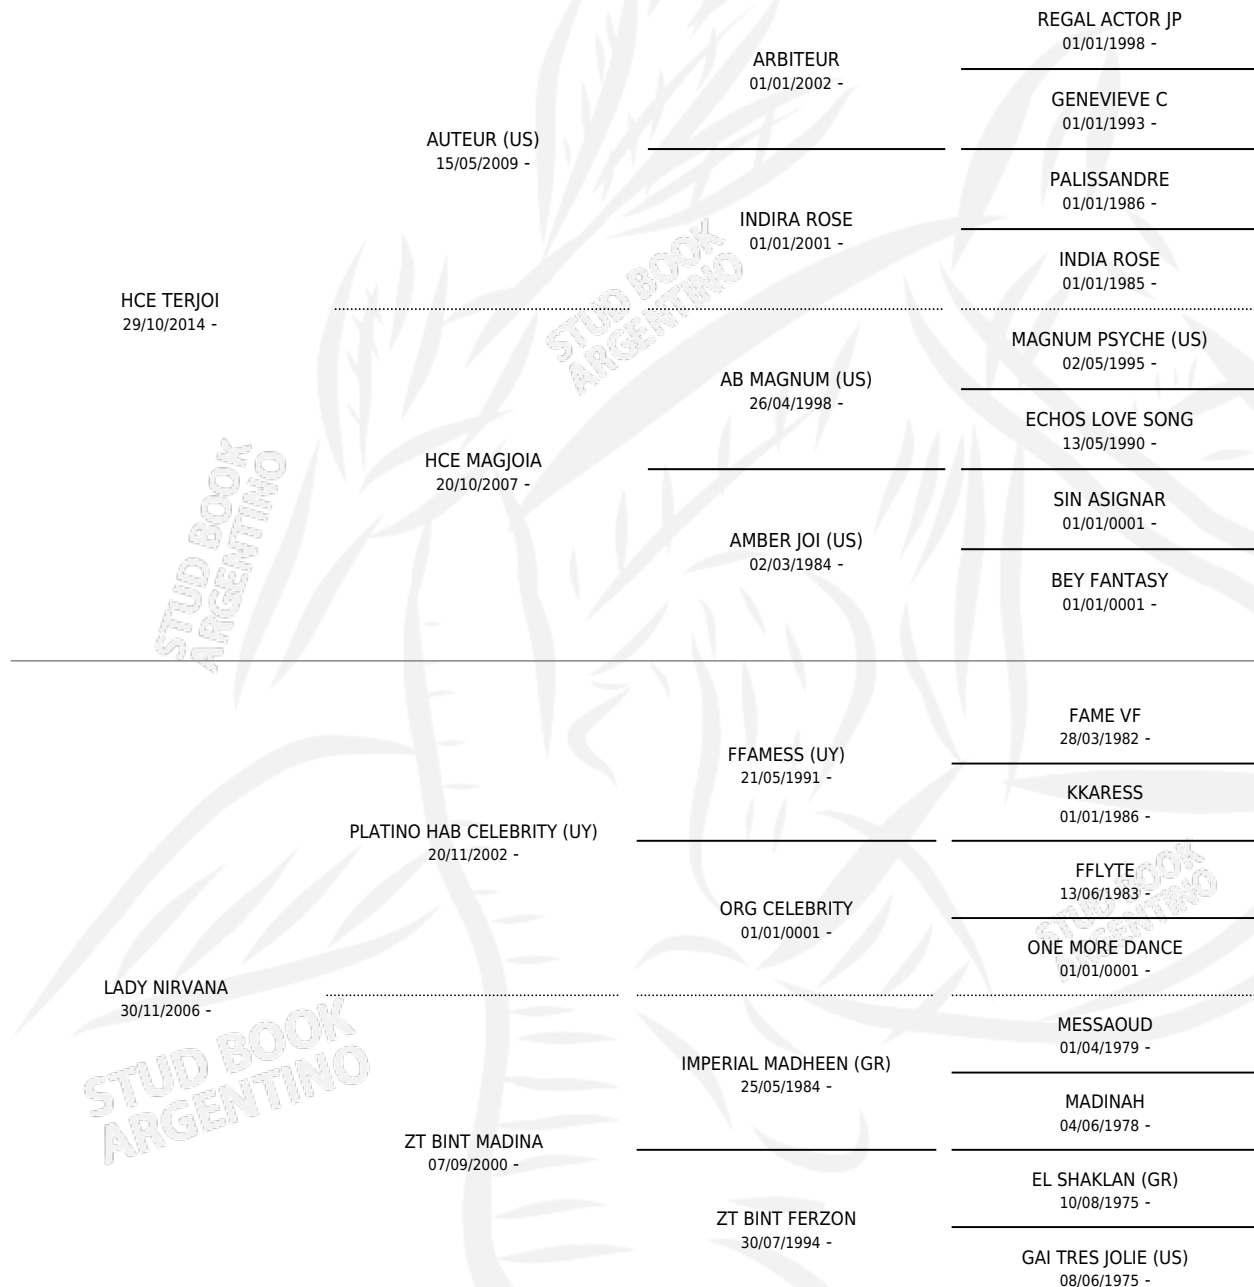 REGAL ACTOR JP
01/01/1998 -
ARBITEUR
01/01/2002 -
GENEVIEVE C
01/01/1993 -
AUTEUR (US)
15/05/2009 -
PALISSANDRE
01/01/1986 -
INDIRA ROSE
01/01/2001 -
INDIA ROSE
01/01/1985 -
HCE TERJOI
29/10/2014 -
MAGNUM PSYCHE (US)
02/05/1995 -
AB MAGNUM (US)
26/04/1998 -
ECHOS LOVE SONG
13/05/1990 -
HCE MAGJOIA
20/10/2007 -
SIN ASIGNAR
01/01/0001 -
AMBER JOI (US)
02/03/1984 -
BEY FANTASY
01/01/0001 -
STUD BOOK
ARGENTINO
STUD BOOK
ARGENTINO
FAME VF
28/03/1982 -
FFAMESS (UY)
21/05/1991 -
KKARESS
01/01/1986 -
PLATINO HAB CELEBRITY (UY)
20/11/2002 -
FFLYTE
13/06/1983 -
ORG CELEBRITY
01/01/0001 -
ONE MORE DANCE
01/01/0001 -
LADY NIRVANA
30/11/2006 -
MESSAOUD
01/04/1979 -
IMPERIAL MADHEEN (GR)
25/05/1984 -
MADINAH
04/06/1978 -
ZT BINT MADINA
07/09/2000 -
EL SHAKLAN (GR)
10/08/1975 -
ZT BINT FERZON
30/07/1994 -
GAI TRES JOLIE (US)
08/06/1975 -
STUD BOOK
ARGENTINO
STUD BOOK
ARGENTINO